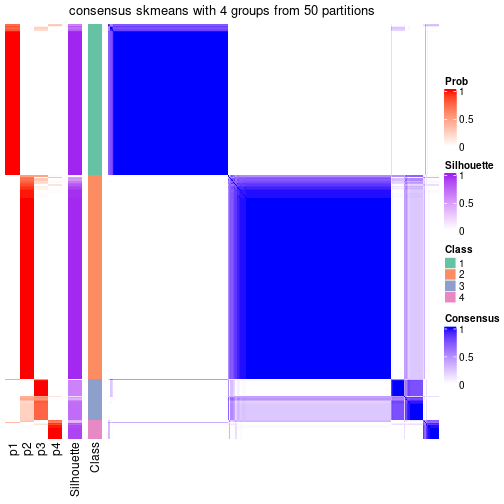 consensus skmeans with 4 groups from 50 partitions
Prob
1
0.5
0
Silhouette
1
0.5
0
Class
1
2
3
4
Consensus
1
0.5
0
p1
p2
p3
p4
Silhouette
Class